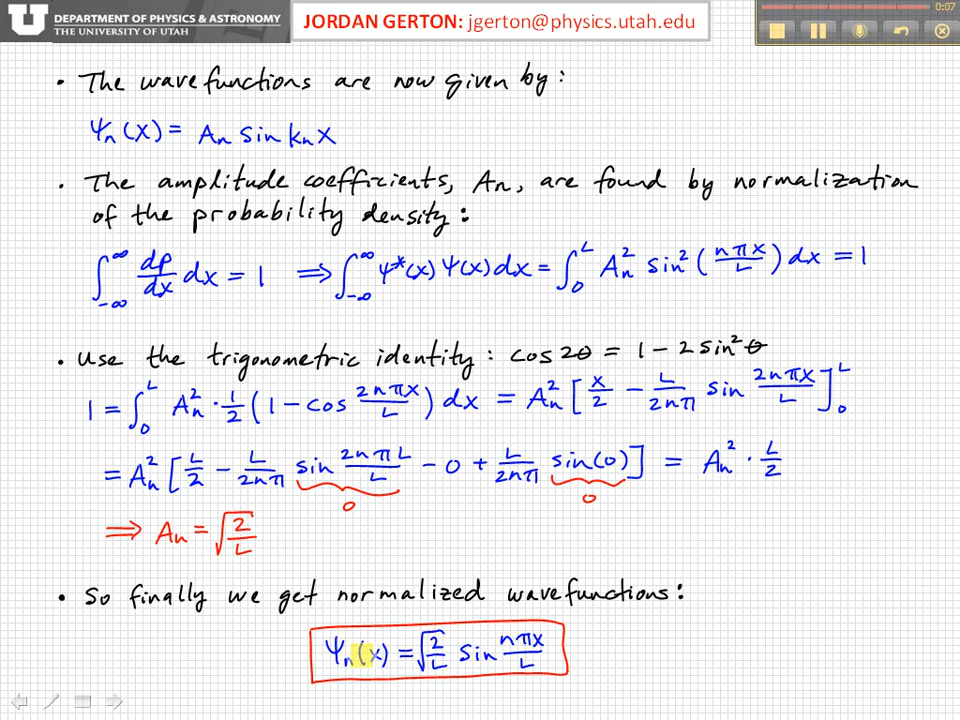 U DEPARTMENT OF PHYSICS & ASTRONOMY
THE UNIVERSITY OF UTAH
JORDAN GERTON: jgerton@physics.utah.edu
0:07
• The wavefunctions are now given by:
Ψₙ(x) = Aₙ sin kₙx
• The amplitude coefficients, Aₙ, are found by normalization
of the probability density:
∫_{-∞}^{∞} dp/dx dx = 1 ⟹ ∫_{-∞}^{∞} Ψ*(x) Ψ(x) dx = ∫_0^L Aₙ² sin² (nπx/L) dx = 1
• Use the trigonometric identity: cos 2θ = 1 - 2 sin²θ
1 = ∫_0^L Aₙ² · 1/2 (1 - cos 2nπx/L) dx = Aₙ² [x/2 - L/2nπ sin 2nπx/L]_0^L
= Aₙ² [L/2 - L/2nπ sin 2nπL/L - 0 + L/2nπ sin(0)] = Aₙ² · L/2
0 0
⟹ Aₙ = √(2/L)
• So finally we get normalized wavefunctions:
Ψₙ(x) = √(2/L) sin nπx/L